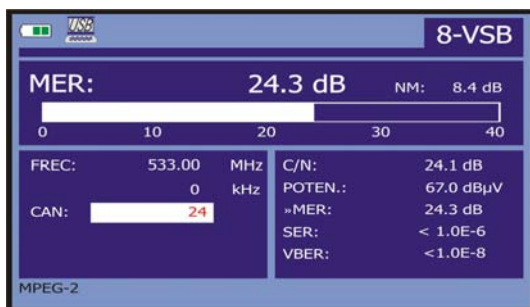 USB
8-VSB
MER: 24.3 dB NM: 8.4 dB
0 10 20 30 40
FREC: 533.00 MHz
0 kHz
CAN: 24
C/N: 24.1 dB
POTEN.: 67.0 dBµV
»MER: 24.3 dB
SER: < 1.0E-6
VBER: <1.0E-8
MPEG-2